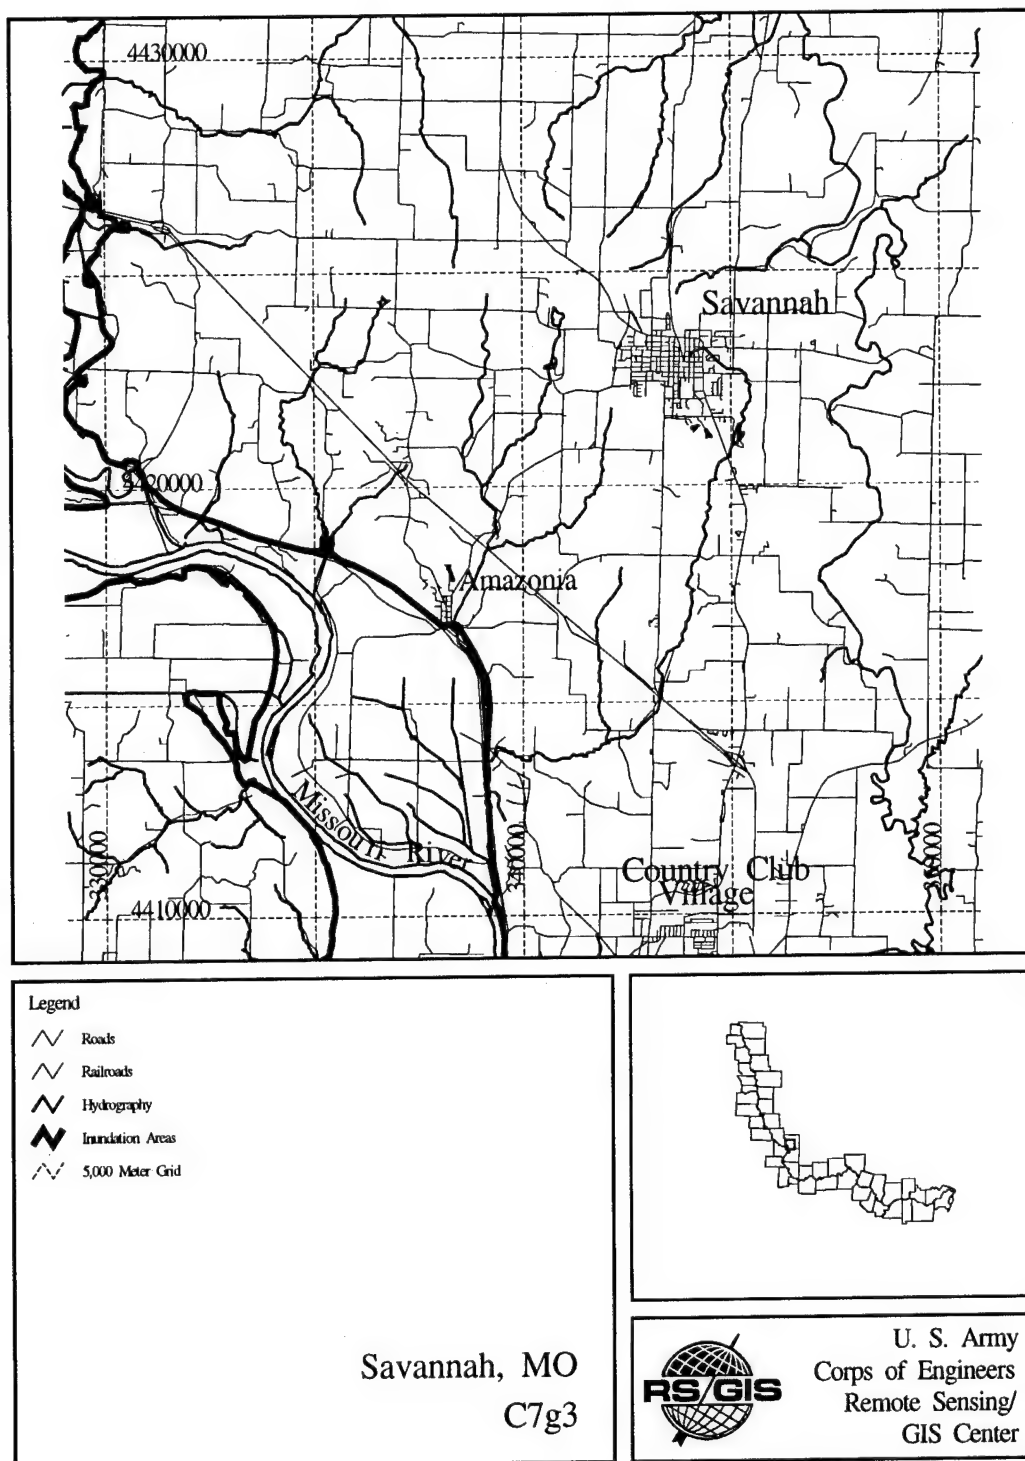 4430000
Savannah
4420000
Amazonia
Missouri River
330000
340000
Country Club
Village
4410000
Legend
Roads
Railroads
Hydrography
Inundation Areas
5,000 Meter Grid
Savannah, MO
C7g3
RS/GIS
U. S. Army
Corps of Engineers
Remote Sensing/
GIS Center